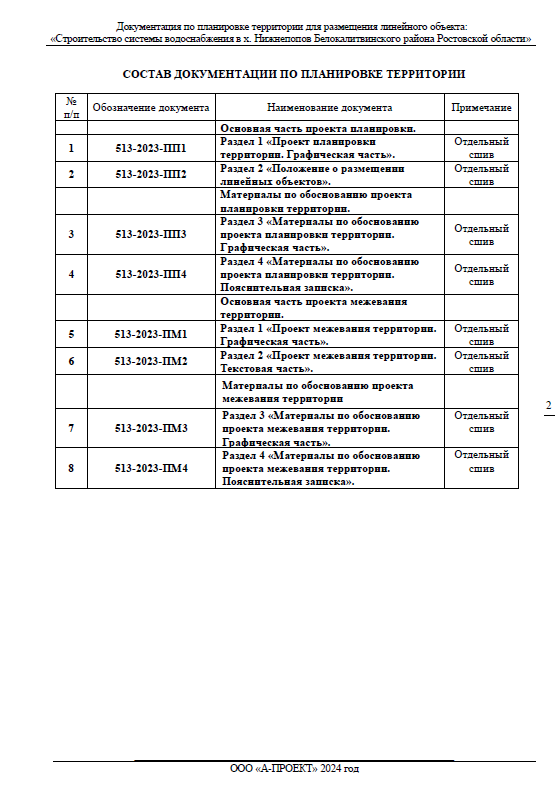 Документация по планировке территории для размещения линейного объекта:
«Строительство системы водоснабжения в х. Нижнепопов Белокалитвинского района Ростовской области»
СОСТАВ ДОКУМЕНТАЦИИ ПО ПЛАНИРОВКЕ ТЕРРИТОРИИ
№
п/п
Обозначение документа
Наименование документа
Примечание
Основная часть проекта планировки.
1
513-2023-ПП1
Раздел 1 «Проект планировки
территории. Графическая часть».
Отдельный
сшив
2
513-2023-ПП2
Раздел 2 «Положение о размещении
линейных объектов».
Отдельный
сшив
Материалы по обоснованию проекта
планировки территории.
3
513-2023-ПП3
Раздел 3 «Материалы по обоснованию
проекта планировки территории.
Графическая часть».
Отдельный
сшив
4
513-2023-ПП4
Раздел 4 «Материалы по обоснованию
проекта планировки территории.
Пояснительная записка».
Отдельный
сшив
Основная часть проекта межевания
территории.
5
513-2023-ПМ1
Раздел 1 «Проект межевания территории.
Графическая часть».
Отдельный
сшив
6
513-2023-ПМ2
Раздел 2 «Проект межевания территории.
Текстовая часть».
Отдельный
сшив
Материалы по обоснованию проекта
межевания территории
7
513-2023-ПМ3
Раздел 3 «Материалы по обоснованию
проекта межевания территории.
Графическая часть».
Отдельный
сшив
8
513-2023-ПМ4
Раздел 4 «Материалы по обоснованию
проекта межевания территории.
Пояснительная записка».
Отдельный
сшив
2
ООО «А-ПРОЕКТ» 2024 год